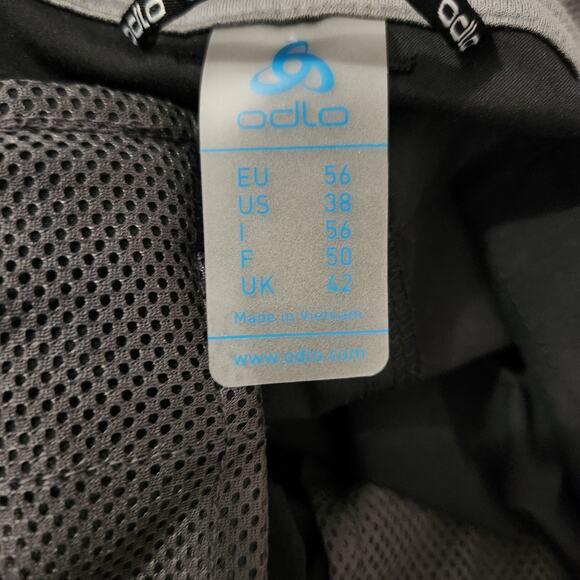 odlo
odlo
odlo
EU 56
US 38
I 56
F 50
UK 42
Made in Vietnam
www.odlo.com